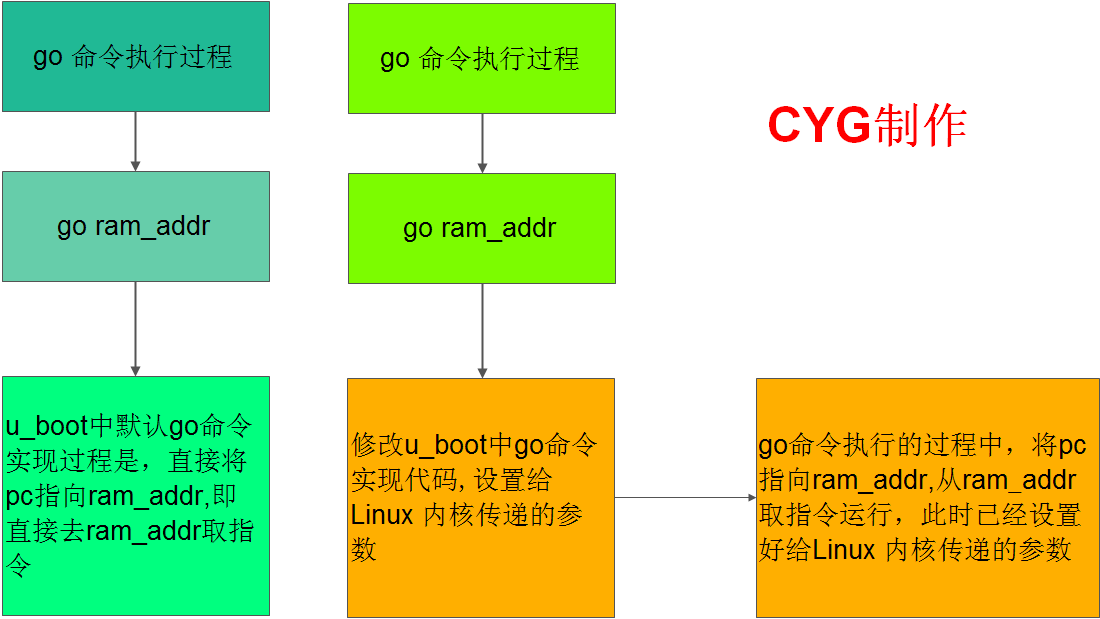 go 命令执行过程
go ram_addr
u_boot中默认go命令
实现过程是，直接将
pc指向ram_addr,即
直接去ram_addr取指
令
go 命令执行过程
go ram_addr
修改u_boot中go命令
实现代码, 设置给
Linux 内核传递的参
数
go命令执行的过程中，将pc
指向ram_addr,从ram_addr
取指令运行，此时已经设置
好给Linux 内核传递的参数
CYG制作